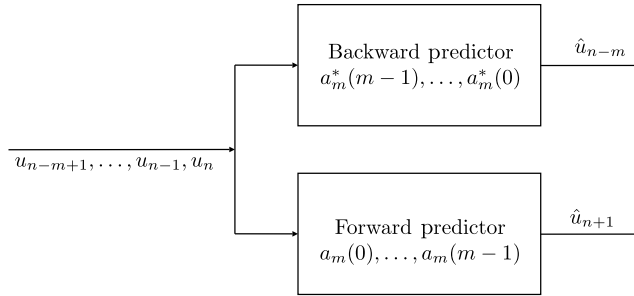 Backward predictor
a*_m(m − 1), . . . , a*_m(0)
û_{n−m}
u_{n−m+1}, . . . , u_{n−1}, u_n
Forward predictor
a_m(0), . . . , a_m(m − 1)
û_{n+1}